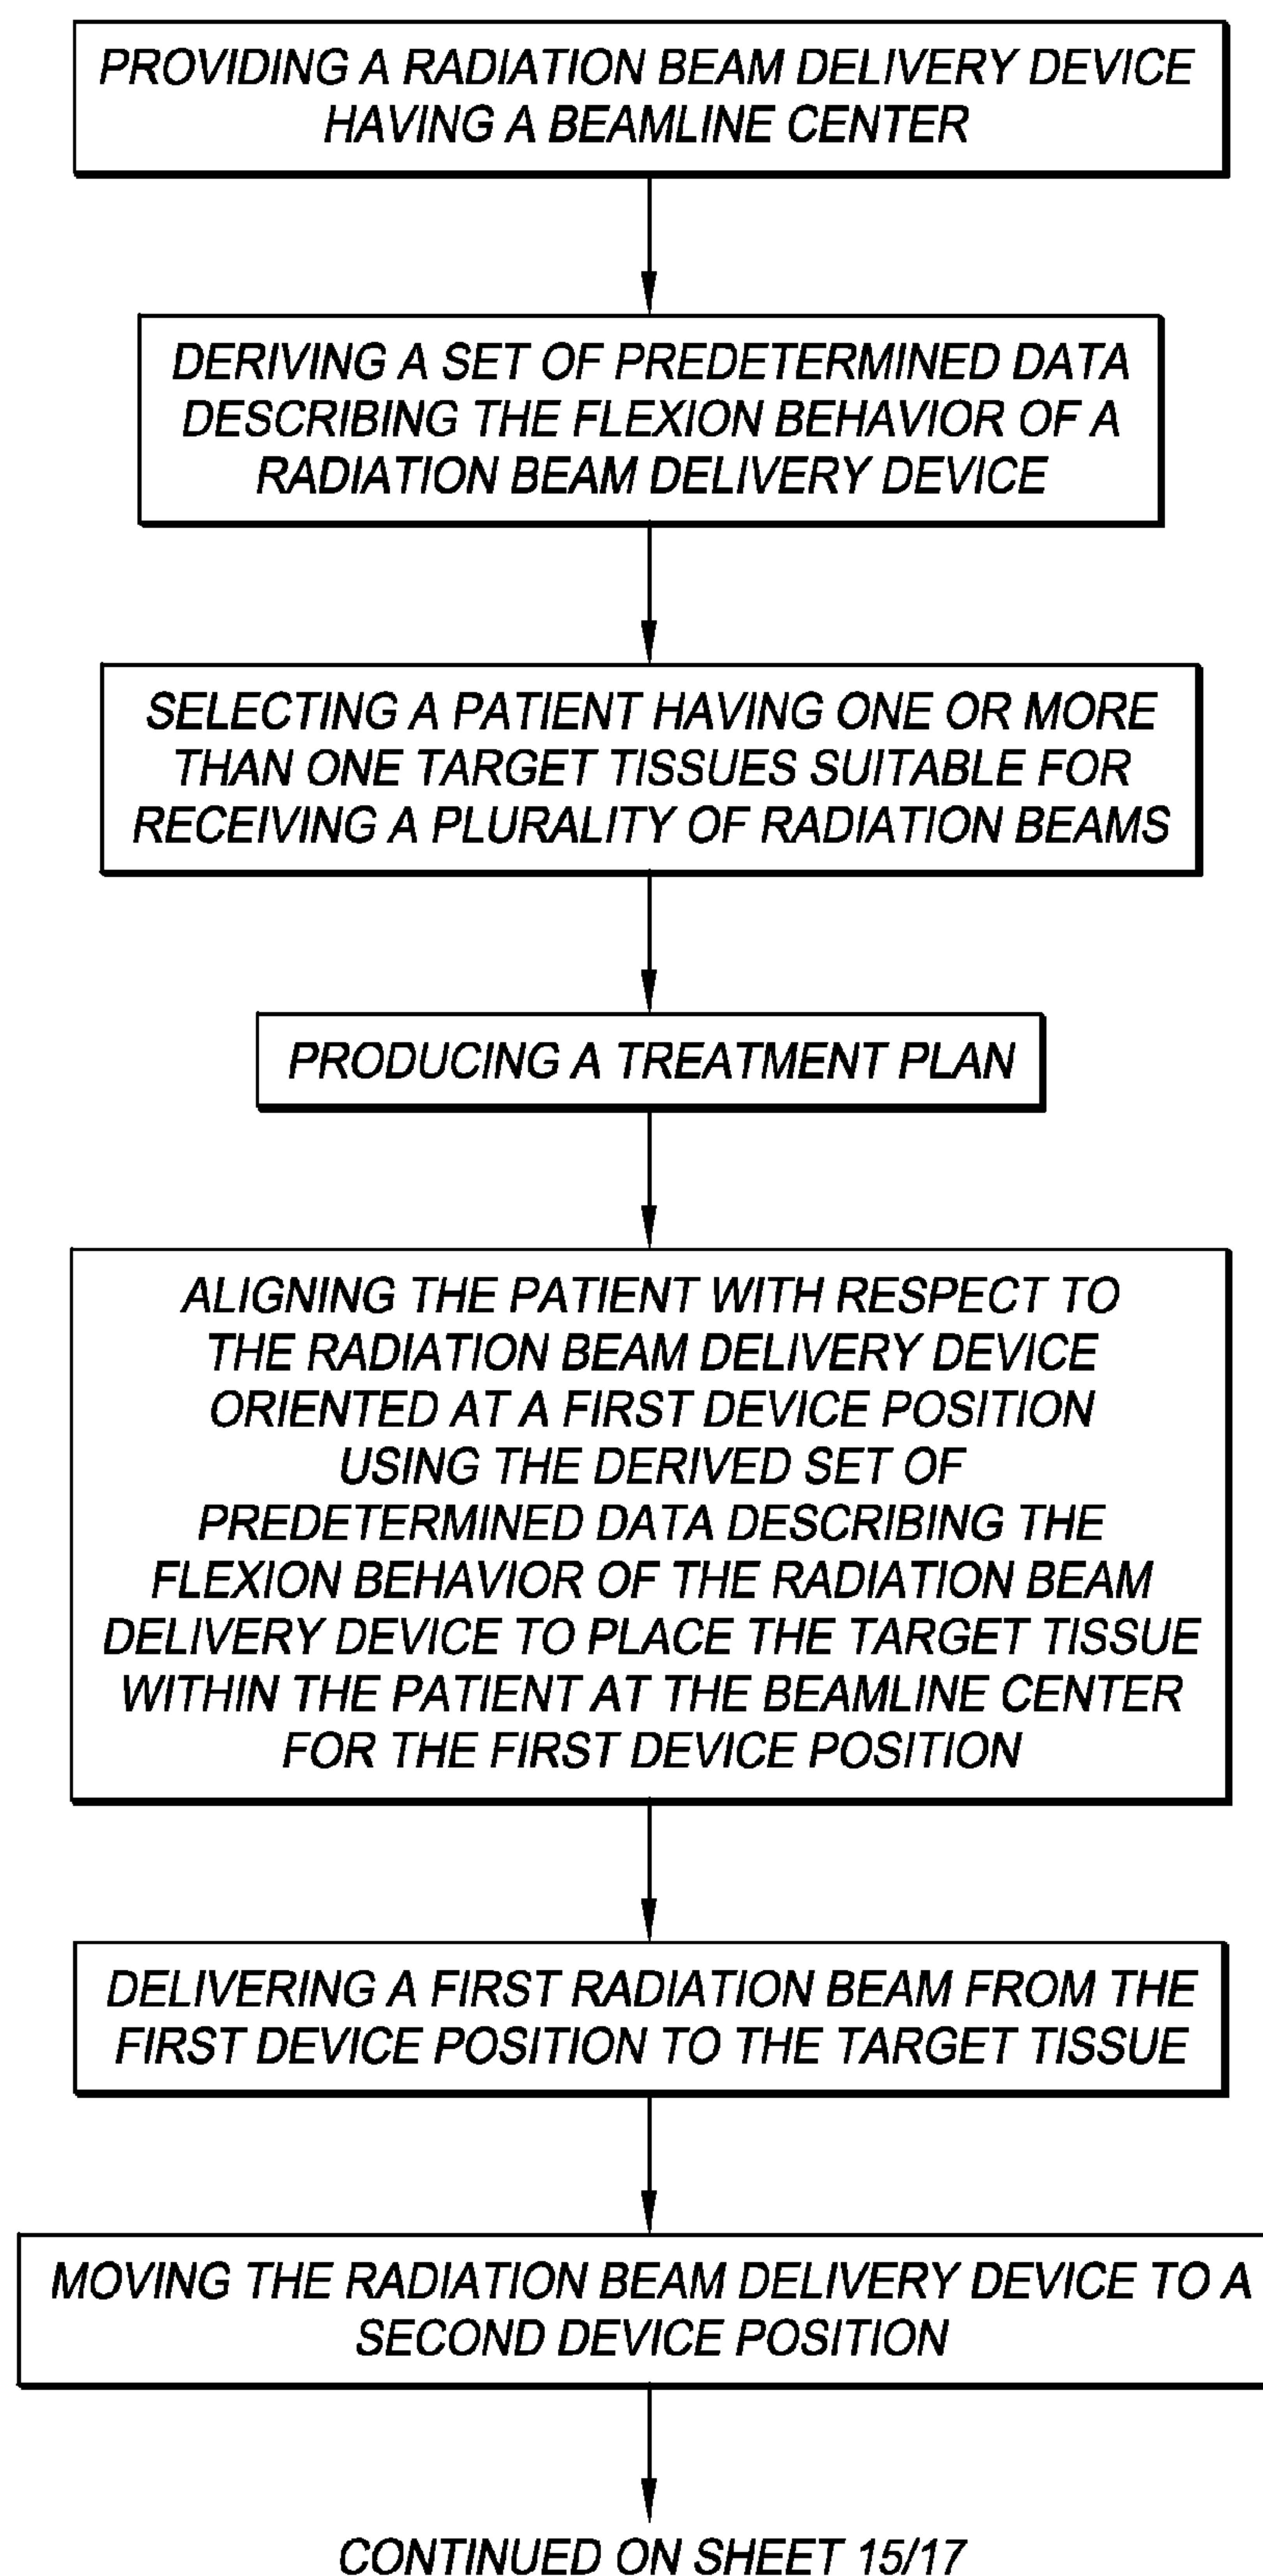 PROVIDING A RADIATION BEAM DELIVERY DEVICE
HAVING A BEAMLINE CENTER
DERIVING A SET OF PREDETERMINED DATA
DESCRIBING THE FLEXION BEHAVIOR OF A
RADIATION BEAM DELIVERY DEVICE
SELECTING A PATIENT HAVING ONE OR MORE
THAN ONE TARGET TISSUES SUITABLE FOR
RECEIVING A PLURALITY OF RADIATION BEAMS
PRODUCING A TREATMENT PLAN
ALIGNING THE PATIENT WITH RESPECT TO
THE RADIATION BEAM DELIVERY DEVICE
ORIENTED AT A FIRST DEVICE POSITION
USING THE DERIVED SET OF
PREDETERMINED DATA DESCRIBING THE
FLEXION BEHAVIOR OF THE RADIATION BEAM
DELIVERY DEVICE TO PLACE THE TARGET TISSUE
WITHIN THE PATIENT AT THE BEAMLINE CENTER
FOR THE FIRST DEVICE POSITION
DELIVERING A FIRST RADIATION BEAM FROM THE
FIRST DEVICE POSITION TO THE TARGET TISSUE
MOVING THE RADIATION BEAM DELIVERY DEVICE TO A
SECOND DEVICE POSITION
CONTINUED ON SHEET 15/17